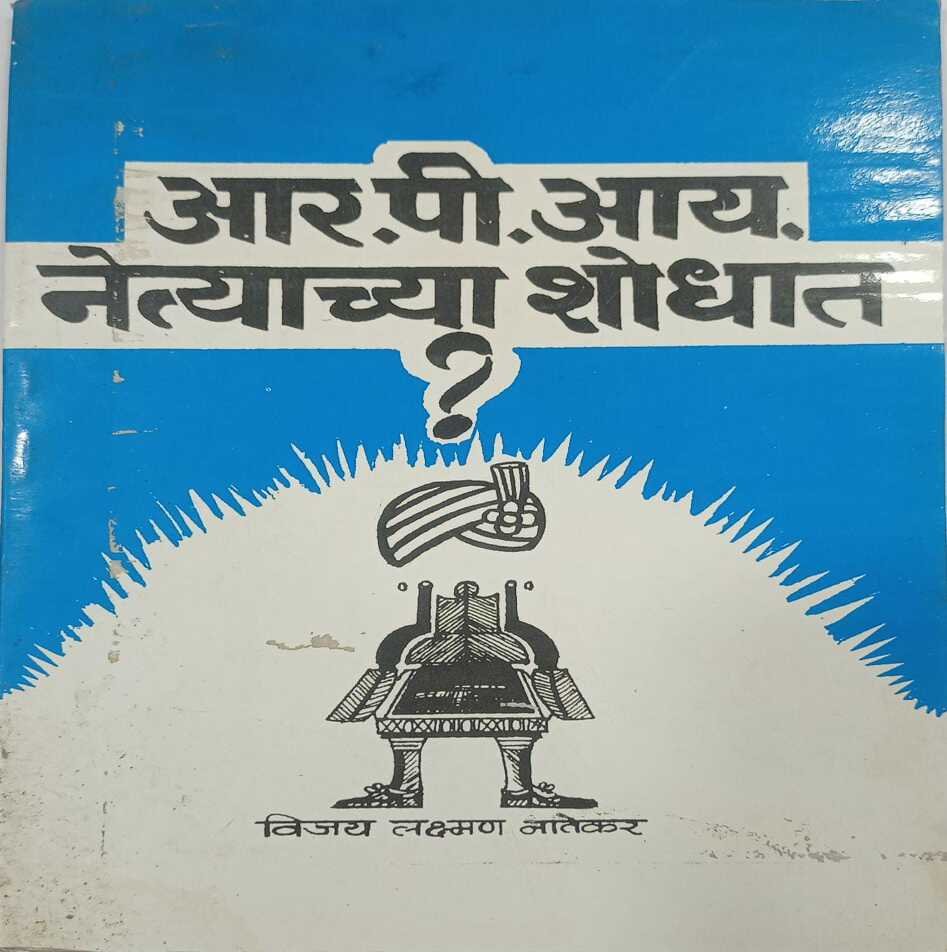 आर.पी.आय.
नेत्याच्या शोधात
?
विजय लक्ष्मण जातेकर